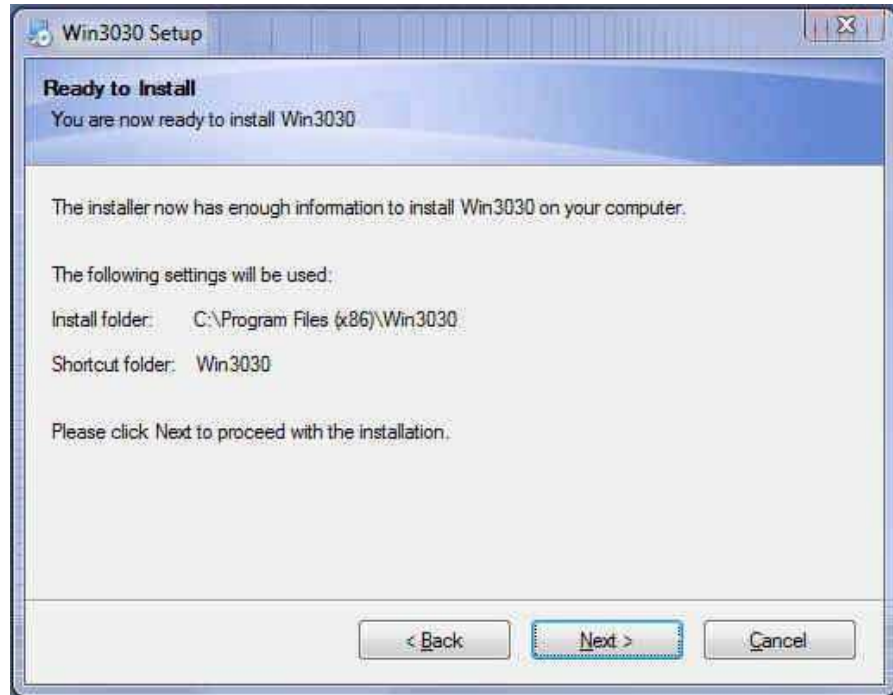 Win3030 Setup
Ready to Install
You are now ready to install Win3030
The installer now has enough information to install Win3030 on your computer.
The following settings will be used:
Install folder: C:\Program Files (x86)\Win3030
Shortcut folder: Win3030
Please click Next to proceed with the installation.
< Back Next > Cancel